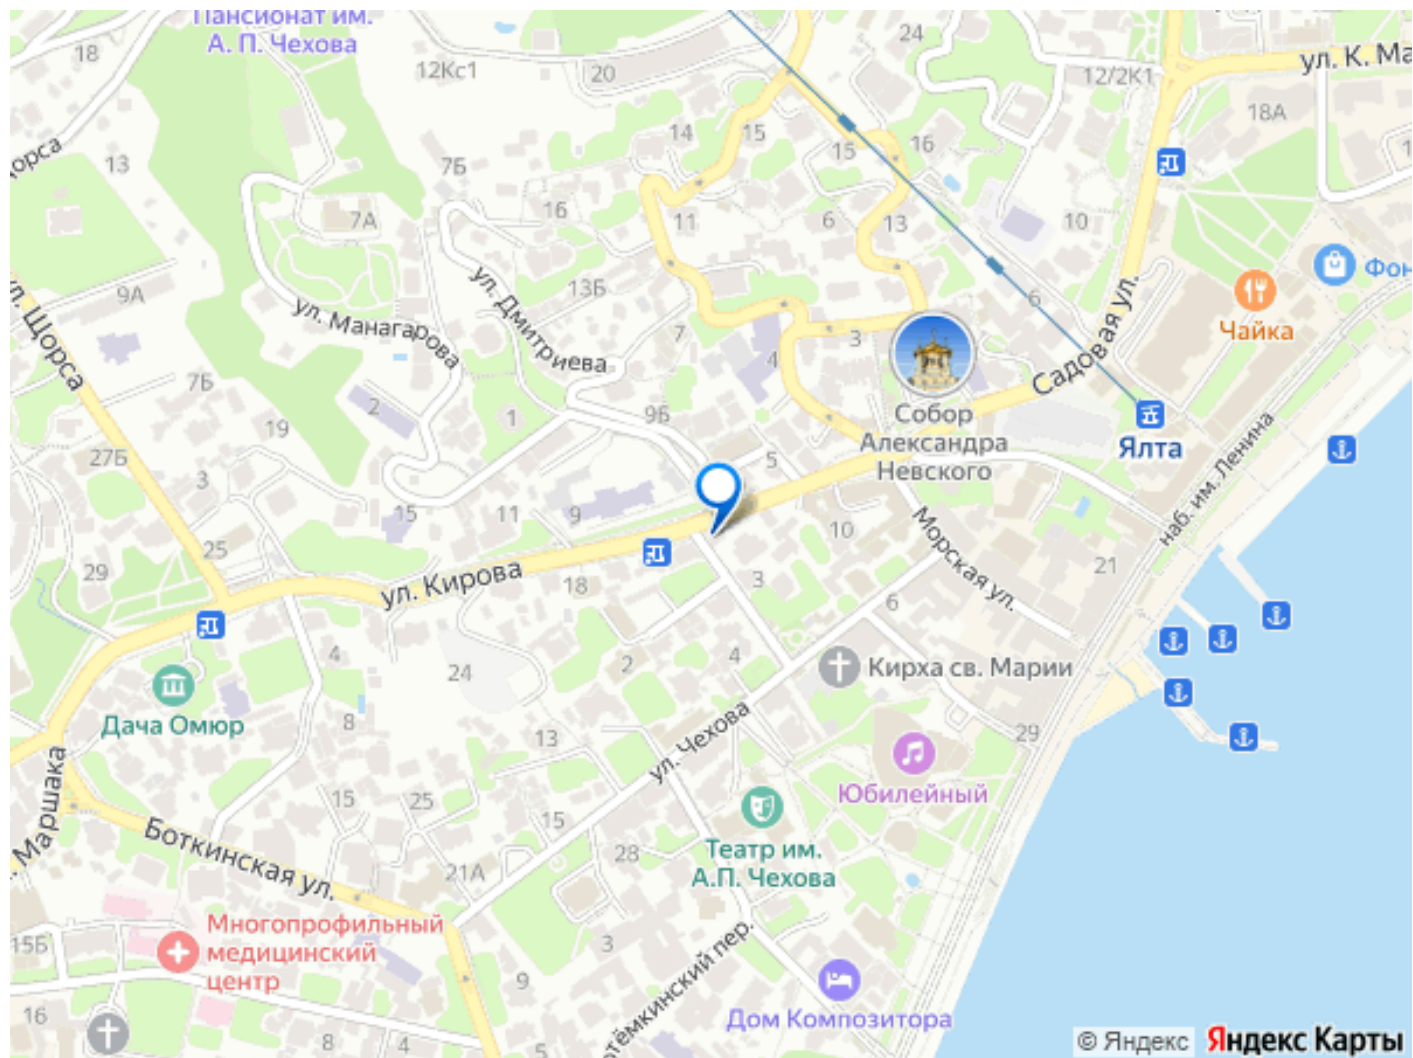 Пансионат им.
А. П. Чехова
18
12Кс1
20
24
12/2К1
ул. К. Ма
18А
13
7Б
14
15
15
16
7А
16
11
6
13
10
9А
ул. Щорса
ул. Манагарова
ул. Дмитриева
13Б
7
4
3
6
Садовая ул.
Фон
Чайка
7Б
2
1
9Б
19
27Б
3
15
11
9
5
Собор
Александра
Невского
Ялта
наб. им. Ленина
10
Морская ул.
21
25
29
ул. Кирова
18
3
6
4
24
2
4
Кирха св. Марии
Дача Омюр
8
13
ул. Чехова
29
Юбилейный
15
25
15
Маршака
Боткинская ул.
21А
28
Театр им.
А.П. Чехова
Многопрофильный
медицинский
центр
15Б
3
9
16
8
4
5
тёмкинский пер.
Дом Композитора
© Яндекс Яндекс Карты